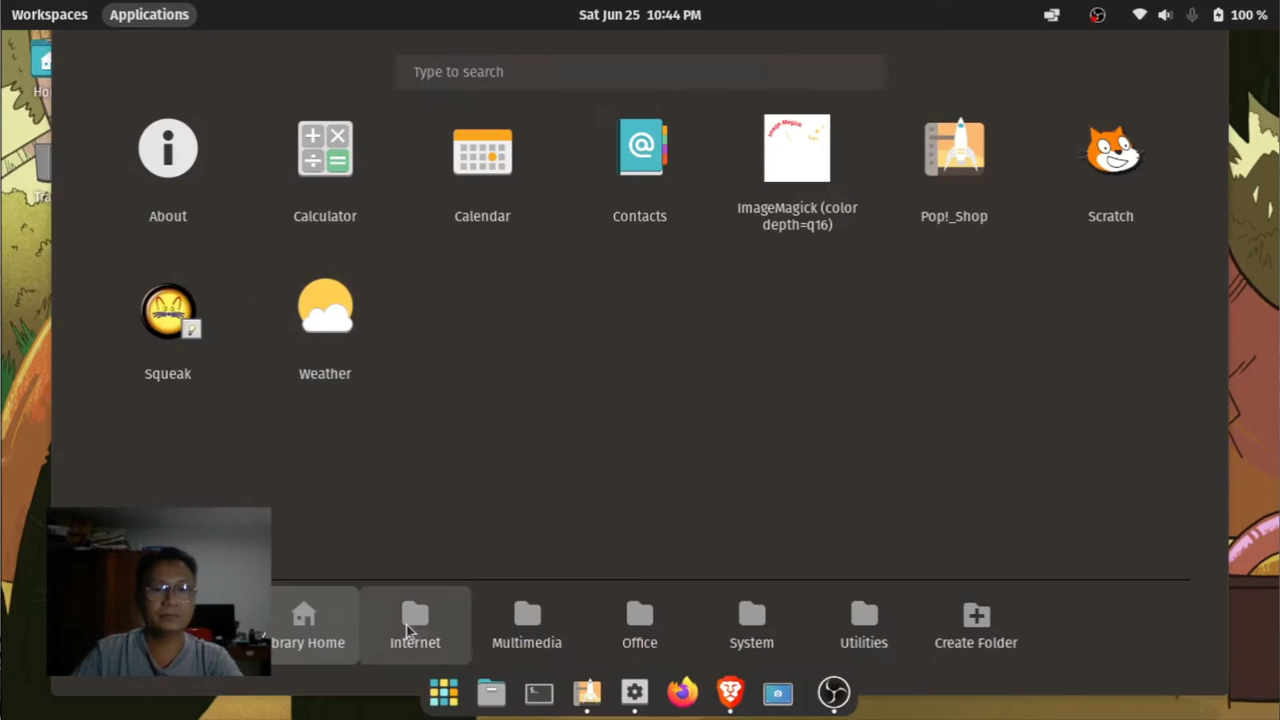 Workspaces
Applications
Sat Jun 25 10:44 PM
100 %
Type to search
About
Calculator
Calendar
Contacts
ImageMagick (color
depth=q16)
Pop!_Shop
Scratch
Squeak
Weather
brary Home
Internet
Multimedia
Office
System
Utilities
Create Folder